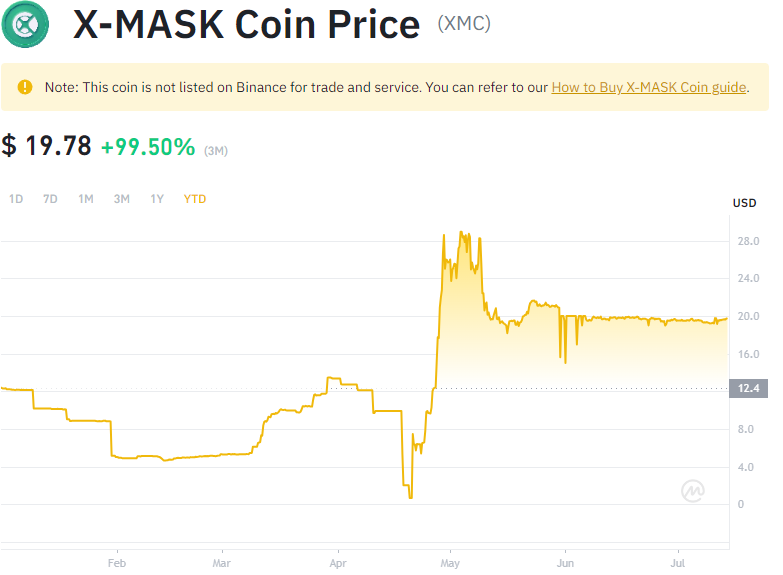 X-MASK Coin Price (XMC)
Note: This coin is not listed on Binance for trade and service. You can refer to our How to Buy X-MASK Coin guide.
$ 19.78 +99.50% (3M)
1D 7D 1M 3M 1Y YTD
USD
28.0
24.0
20.0
16.0
12.4
8.0
4.0
0
Feb Mar Apr May Jun Jul